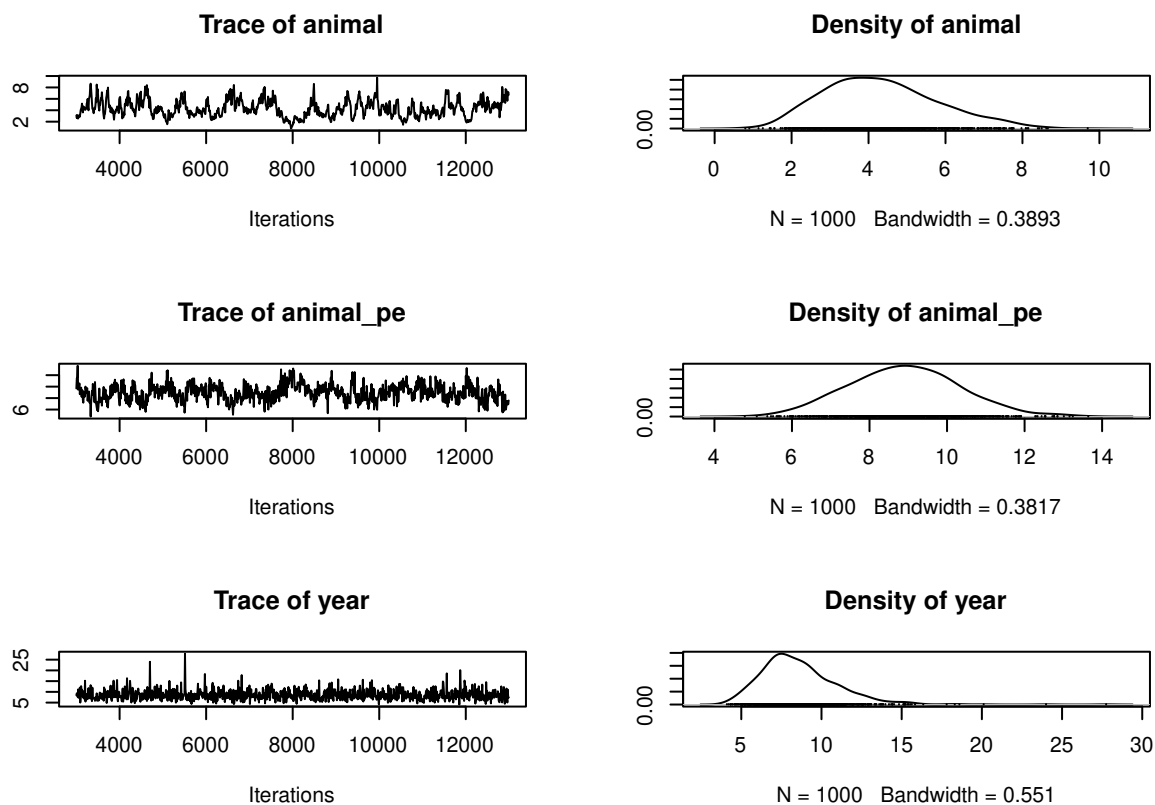 Trace of animal
8
2
4000 6000 8000 10000 12000
Iterations
Density of animal
0.00
0 2 4 6 8 10
N = 1000 Bandwidth = 0.3893
Trace of animal_pe
6
4000 6000 8000 10000 12000
Iterations
Density of animal_pe
0.00
4 6 8 10 12 14
N = 1000 Bandwidth = 0.3817
Trace of year
25
5
4000 6000 8000 10000 12000
Iterations
Density of year
0.00
5 10 15 20 25 30
N = 1000 Bandwidth = 0.551